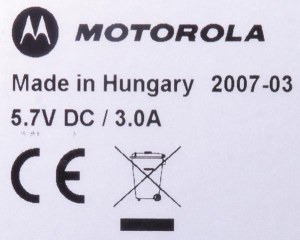 MOTOROLA
Made in Hungary 2007-03
5.7V DC / 3.0A
CE